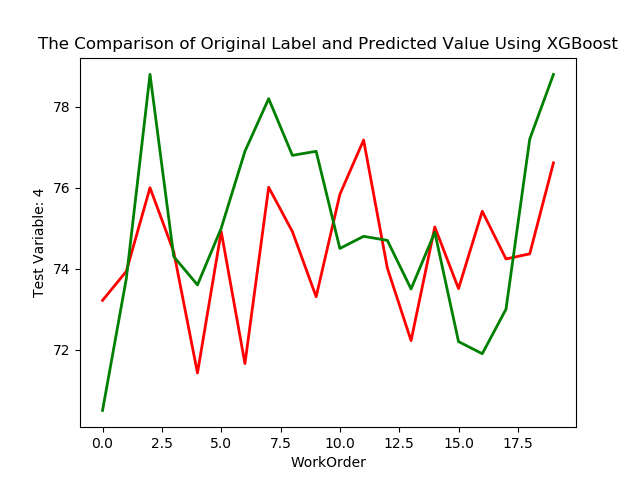 The Comparison of Original Label and Predicted Value Using XGBoost
78
76
74
72
Test Variable: 4
0.0 2.5 5.0 7.5 10.0 12.5 15.0 17.5
WorkOrder